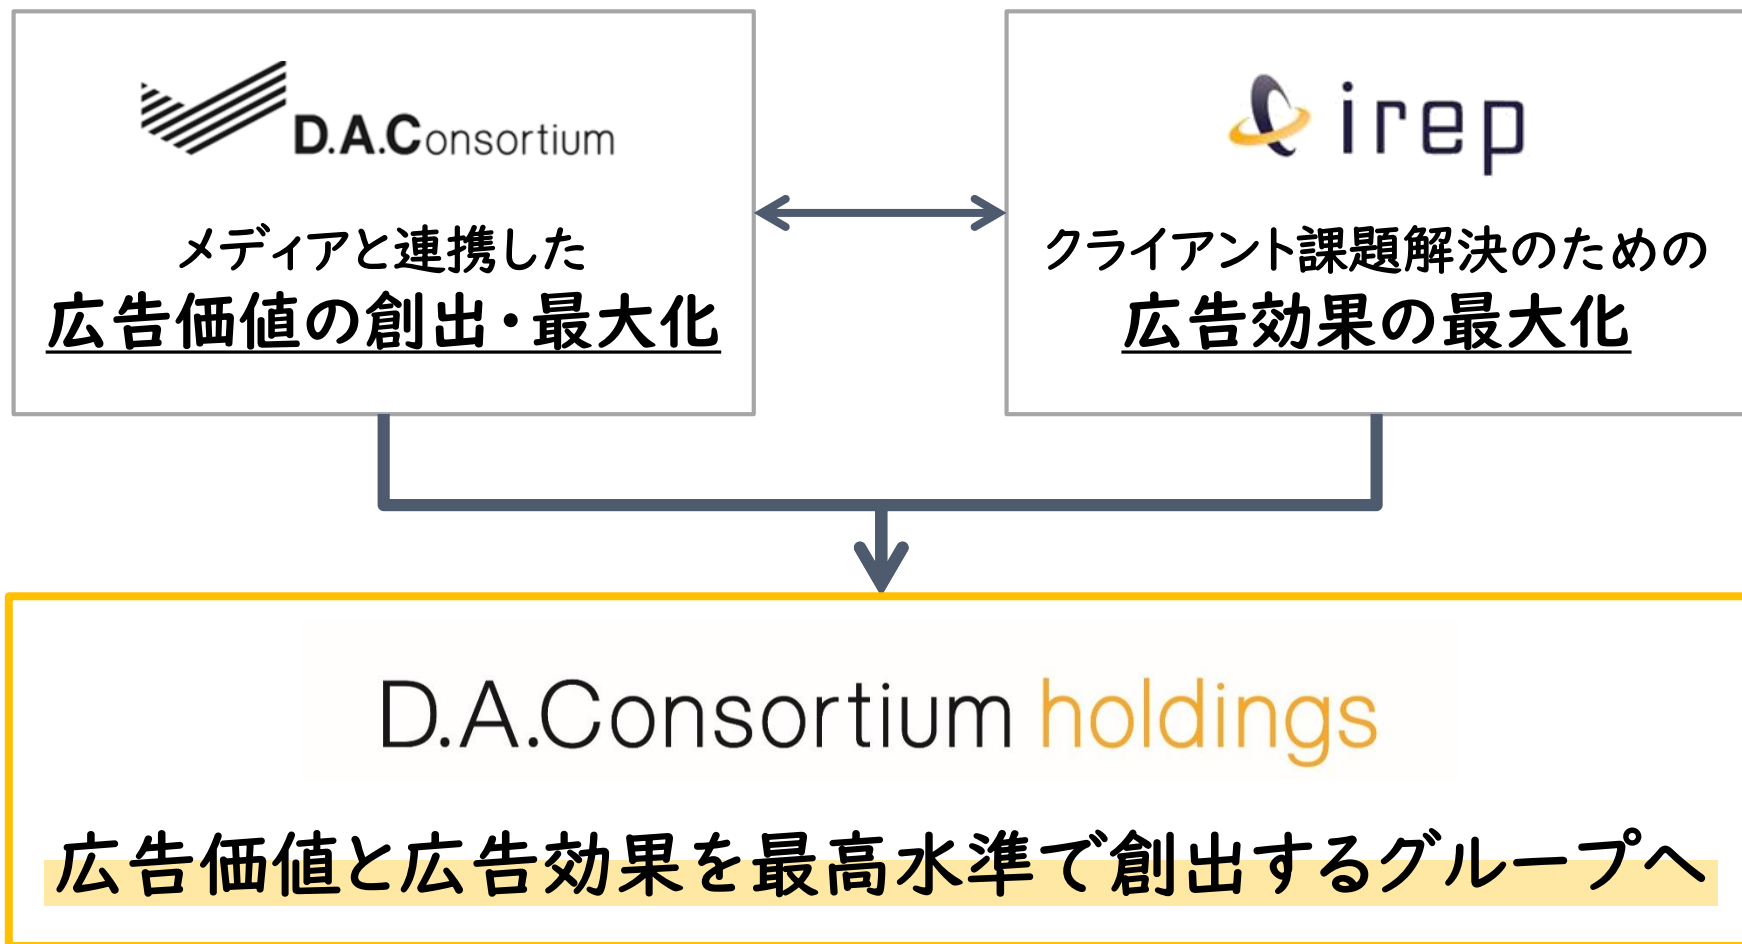 D.A.Consortium
メディアと連携した
広告価値の創出・最大化
irep
クライアント課題解決のための
広告効果の最大化
D.A.Consortium holdings
広告価値と広告効果を最高水準で創出するグループへ